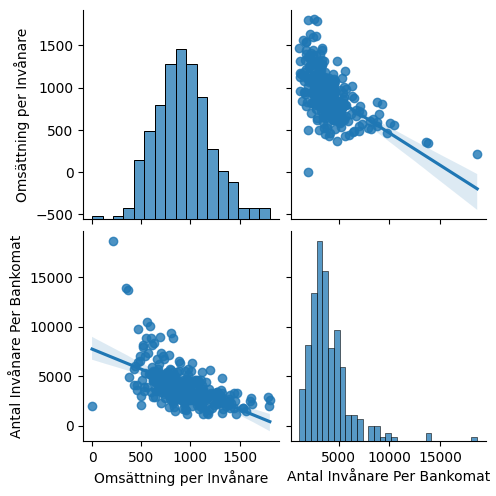 Omsättning per Invånare
1500
1000
500
0
−500
Antal Invånare Per Bankomat
15000
10000
5000
0
0 500 1000 1500
5000 10000 15000
Omsättning per Invånare
Antal Invånare Per Bankomat